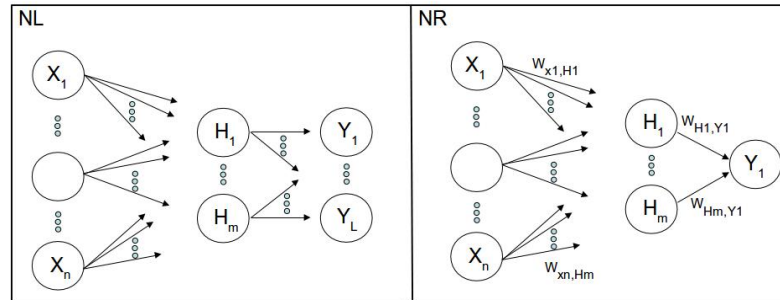 NL
X1
H1
Y1
Hm
YL
Xn
NR
X1
Wx1,H1
H1
WH1,Y1
Y1
Hm
WHm,Y1
Xn
Wxn,Hm